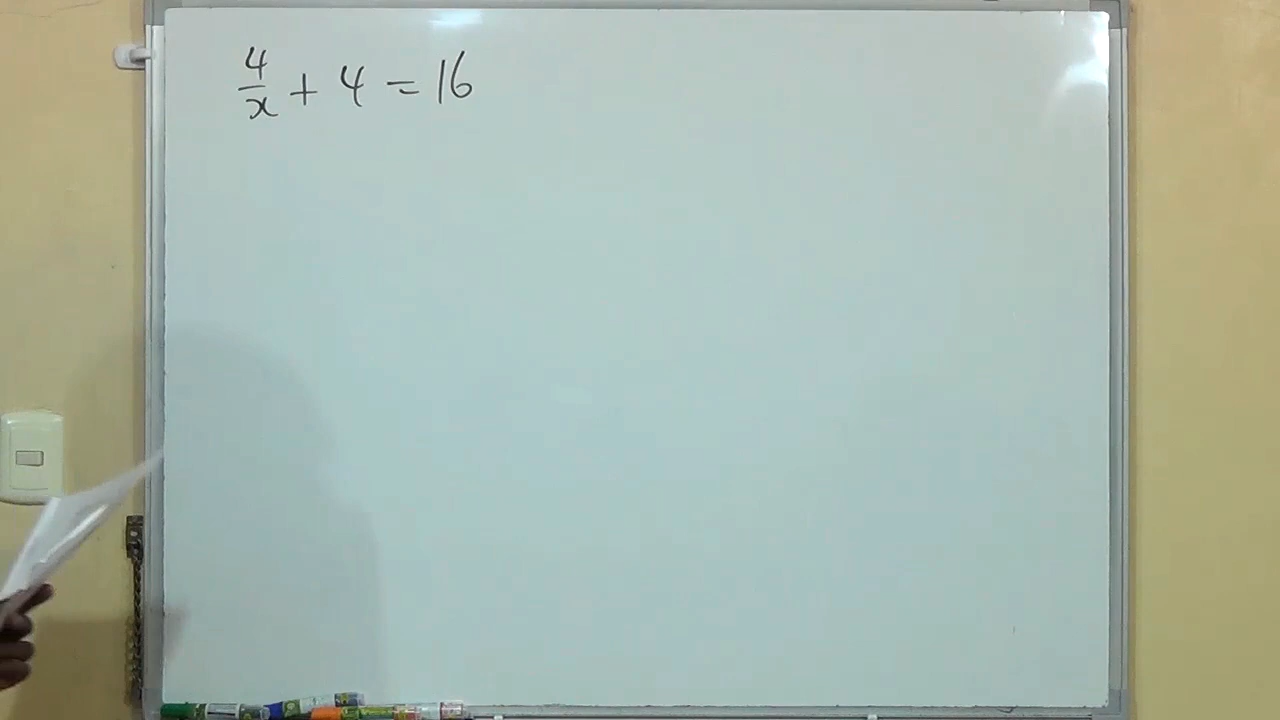 4/x + 4 = 16